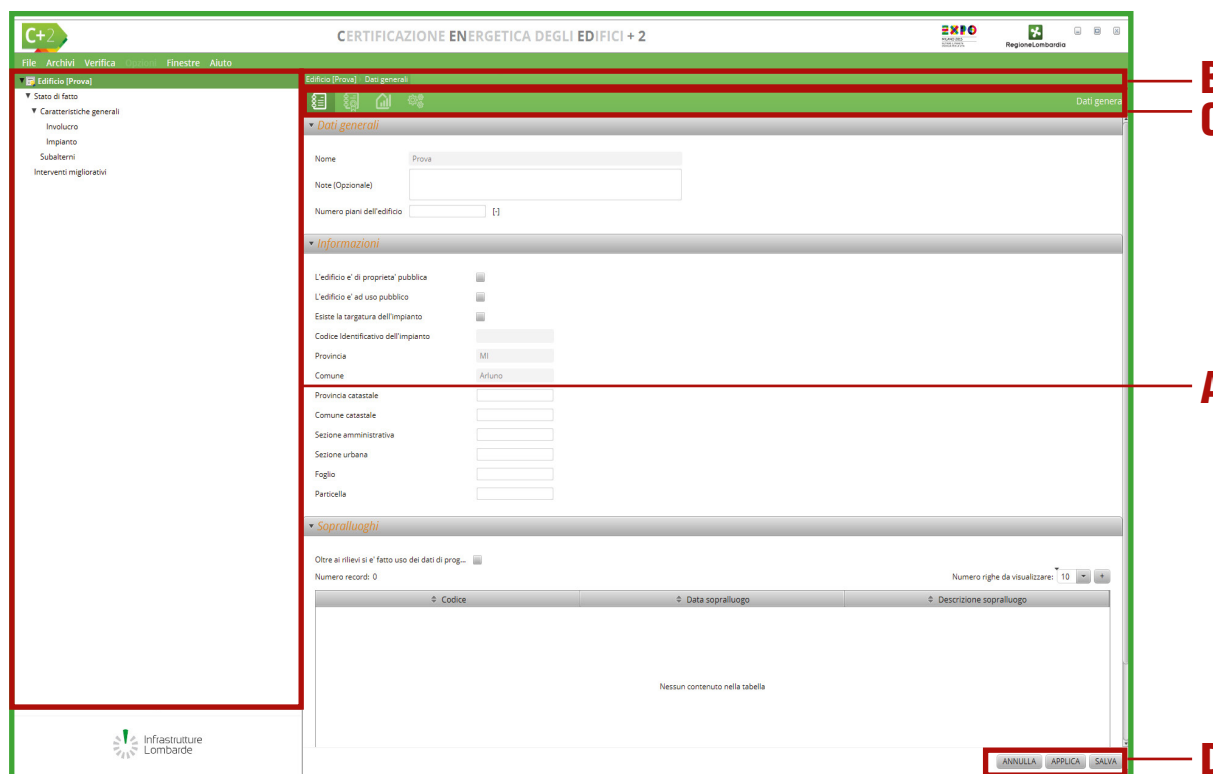 C+2
CERTIFICAZIONE ENERGETICA DEGLI EDIFICI + 2
EXPO
MILANO 2015
RegioneLombardia
File Archivi Verifica Opzioni Finestre Aiuto
Edificio [Prova]
Edificio [Prova] Dati generali
B
Stato di fatto
Caratteristiche generali
Involucro
Impianto
Subalterni
Interventi migliorativi
Dati genera
C
Dati generali
Nome Prova
Note (Opzionale)
Numero piani dell'edificio [-]
Informazioni
L'edificio e' di proprieta' pubblica
L'edificio e' ad uso pubblico
Esiste la targatura dell'impianto
Codice Identificativo dell'impianto
Provincia MI
Comune Arluno
A
Provincia catastale
Comune catastale
Sezione amministrativa
Sezione urbana
Foglio
Particella
Sopralluoghi
Oltre ai rilievi si e' fatto uso dei dati di prog...
Numero record: 0 Numero righe da visualizzare: 10 +
Codice Data sopralluogo Descrizione sopralluogo
Nessun contenuto nella tabella
Infrastrutture
Lombarde
ANNULLA APPLICA SALVA
D